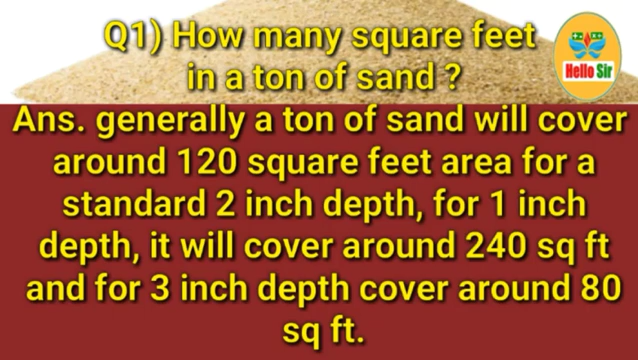 Q1) How many square feet
in a ton of sand ?
Hello Sir
Ans. generally a ton of sand will cover
around 120 square feet area for a
standard 2 inch depth, for 1 inch
depth, it will cover around 240 sq ft
and for 3 inch depth cover around 80
sq ft.